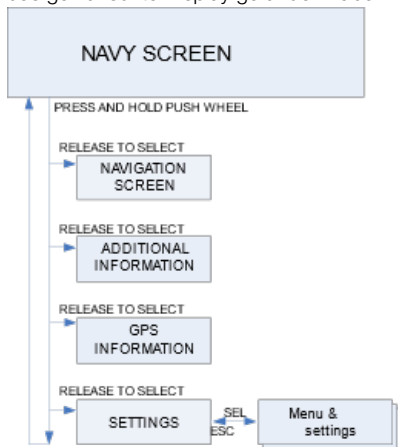 NAVY SCREEN
PRESS AND HOLD PUSH WHEEL
RELEASE TO SELECT
NAVIGATION
SCREEN
RELEASE TO SELECT
ADDITIONAL
INFORMATION
RELEASE TO SELECT
GPS
INFORMATION
RELEASE TO SELECT
SETTINGS
SEL
ESC
Menu &
settings